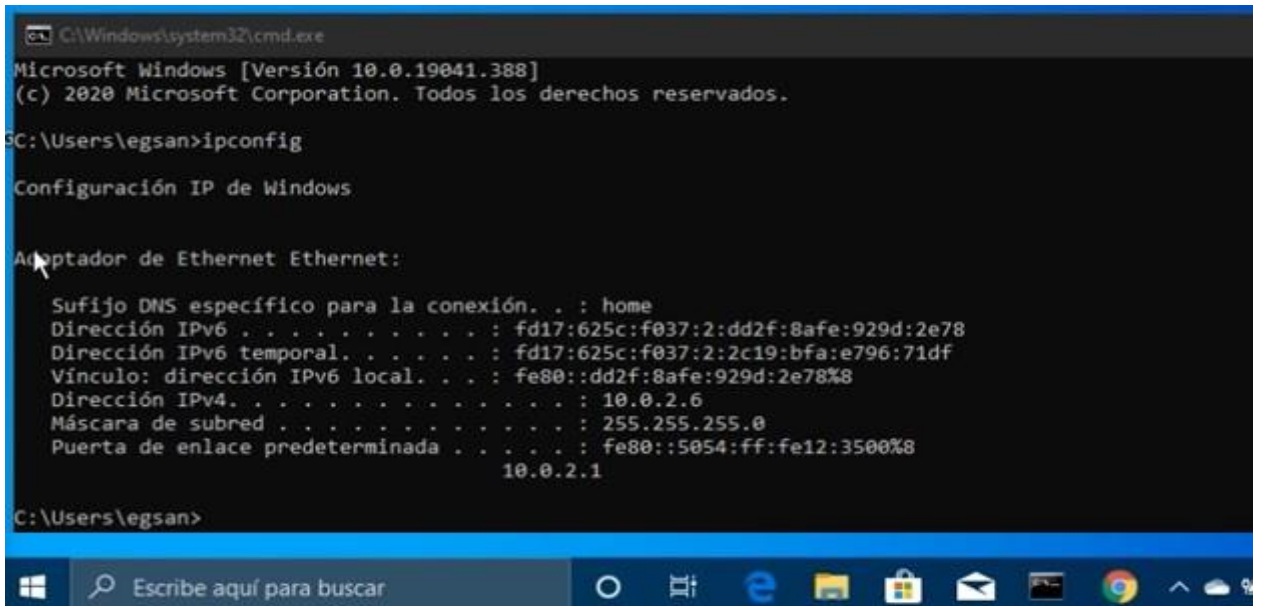 C:\Windows\system32\cmd.exe
Microsoft Windows [Versión 10.0.19041.388]
(c) 2020 Microsoft Corporation. Todos los derechos reservados.
C:\Users\egsan>ipconfig
Configuración IP de Windows
Adaptador de Ethernet Ethernet:
Sufijo DNS específico para la conexión. . : home
Dirección IPv6 . . . . . . . . . . : fd17:625c:f037:2:dd2f:8afe:929d:2e78
Dirección IPv6 temporal. . . . . . : fd17:625c:f037:2:2c19:bfa:e796:71df
Vínculo: dirección IPv6 local. . . : fe80::dd2f:8afe:929d:2e78%8
Dirección IPv4. . . . . . . . . . . . . . : 10.0.2.6
Máscara de subred . . . . . . . . . . . . : 255.255.255.0
Puerta de enlace predeterminada . . . . . : fe80::5054:ff:fe12:3500%8
10.0.2.1
C:\Users\egsan>
Escribe aquí para buscar